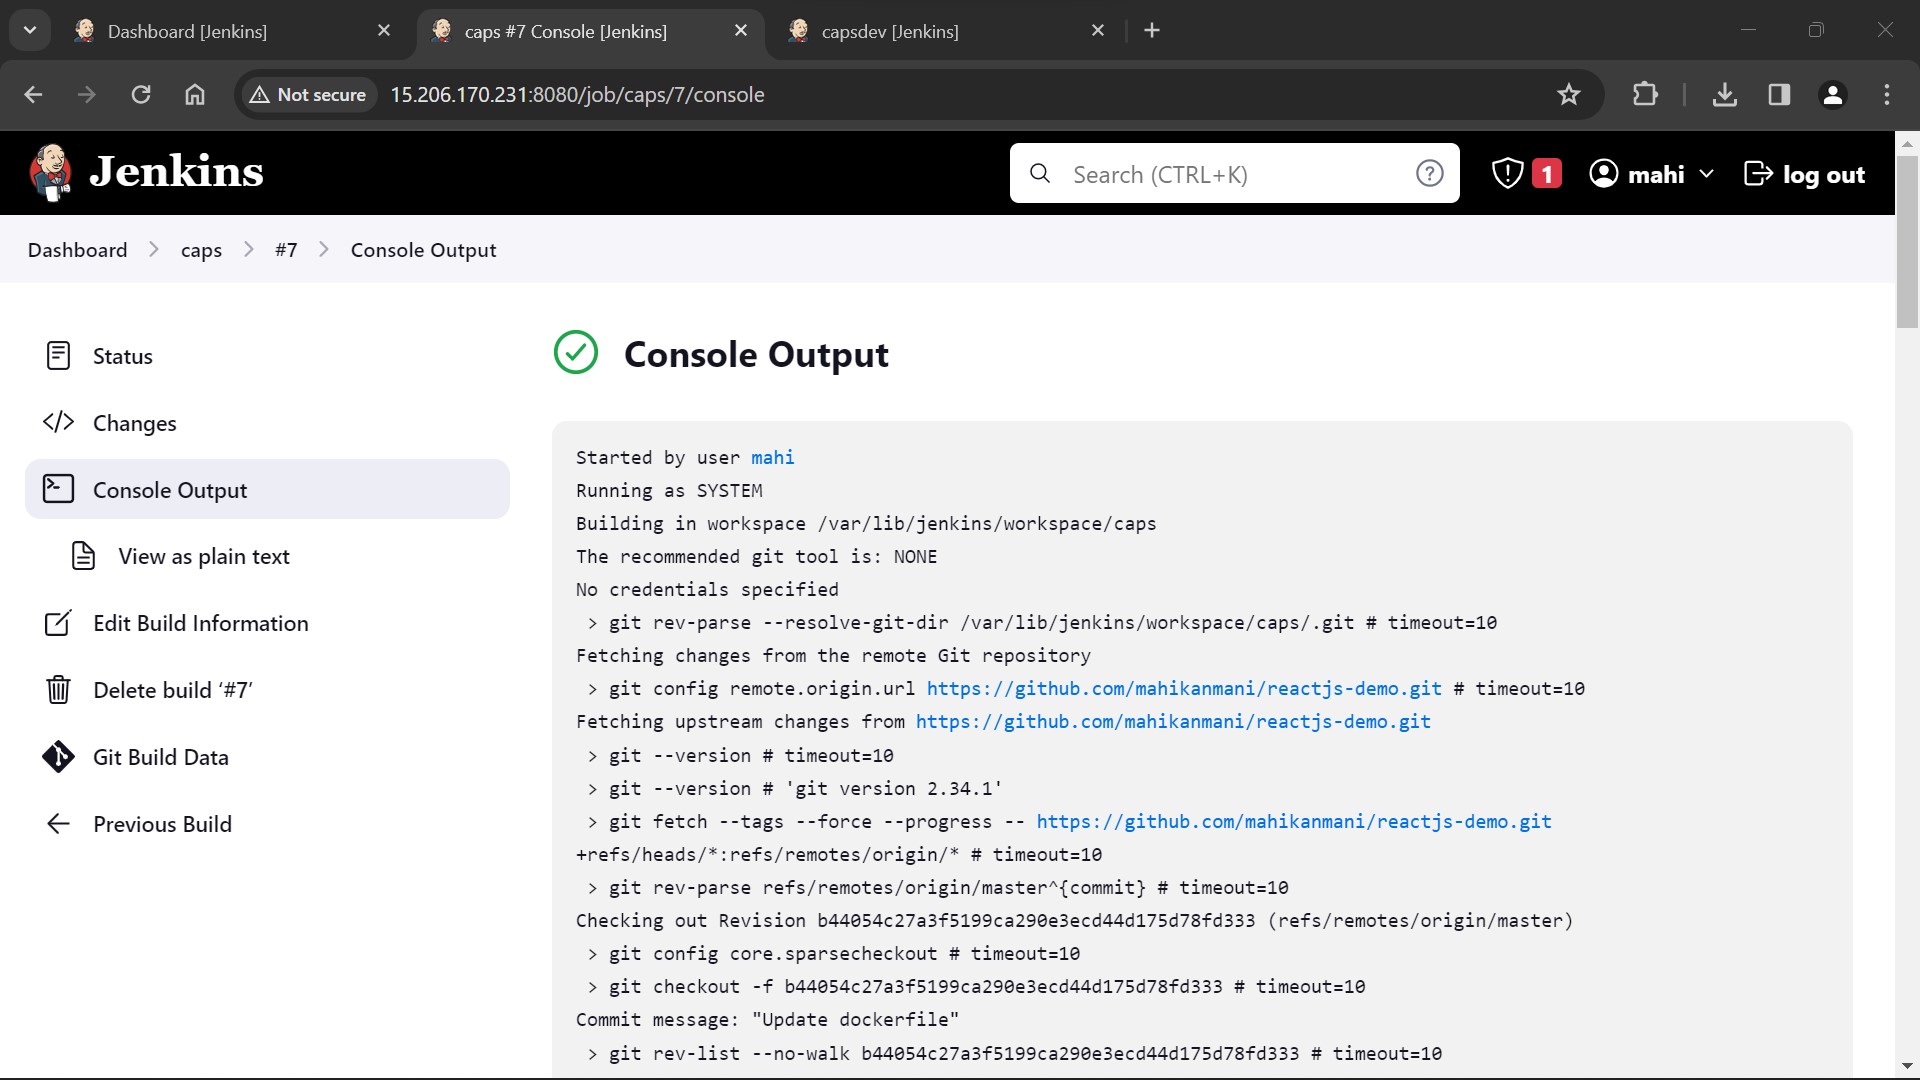 Dashboard [Jenkins]
caps #7 Console [Jenkins]
capsdev [Jenkins]
Not secure
15.206.170.231:8080/job/caps/7/console
Jenkins
Search (CTRL+K)
?
1
mahi
log out
Dashboard
caps
#7
Console Output
Status
Changes
Console Output
View as plain text
Edit Build Information
Delete build ‘#7’
Git Build Data
Previous Build
Console Output
Started by user mahi
Running as SYSTEM
Building in workspace /var/lib/jenkins/workspace/caps
The recommended git tool is: NONE
No credentials specified
> git rev-parse --resolve-git-dir /var/lib/jenkins/workspace/caps/.git # timeout=10
Fetching changes from the remote Git repository
> git config remote.origin.url https://github.com/mahikanmani/reactjs-demo.git # timeout=10
Fetching upstream changes from https://github.com/mahikanmani/reactjs-demo.git
> git --version # timeout=10
> git --version # 'git version 2.34.1'
> git fetch --tags --force --progress -- https://github.com/mahikanmani/reactjs-demo.git
+refs/heads/*:refs/remotes/origin/* # timeout=10
> git rev-parse refs/remotes/origin/master^{commit} # timeout=10
Checking out Revision b44054c27a3f5199ca290e3ecd44d175d78fd333 (refs/remotes/origin/master)
> git config core.sparsecheckout # timeout=10
> git checkout -f b44054c27a3f5199ca290e3ecd44d175d78fd333 # timeout=10
Commit message: "Update dockerfile"
> git rev-list --no-walk b44054c27a3f5199ca290e3ecd44d175d78fd333 # timeout=10